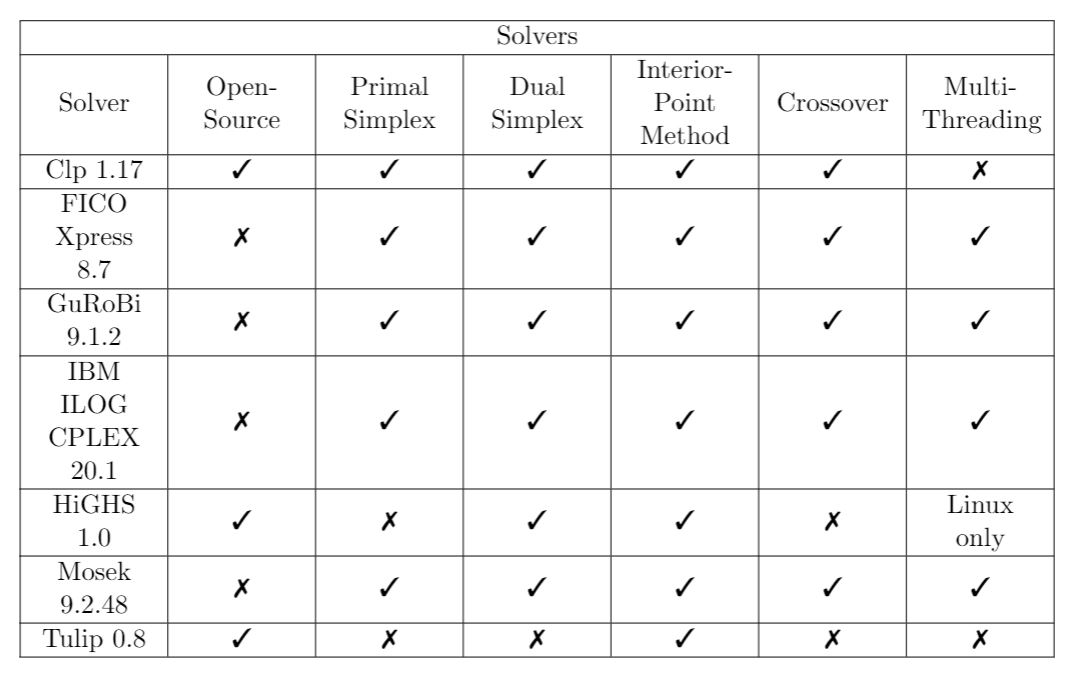 Solvers
Solver Open-Source Primal Simplex Dual Simplex Interior-Point Method Crossover Multi-Threading
Clp 1.17 ✓ ✓ ✓ ✓ ✓ ✗
FICO Xpress 8.7 ✗ ✓ ✓ ✓ ✓ ✓
GuRoBi 9.1.2 ✗ ✓ ✓ ✓ ✓ ✓
IBM ILOG CPLEX 20.1 ✗ ✓ ✓ ✓ ✓ ✓
HiGHS 1.0 ✓ ✗ ✓ ✓ ✗ Linux only
Mosek 9.2.48 ✗ ✓ ✓ ✓ ✓ ✓
Tulip 0.8 ✓ ✗ ✗ ✓ ✗ ✗